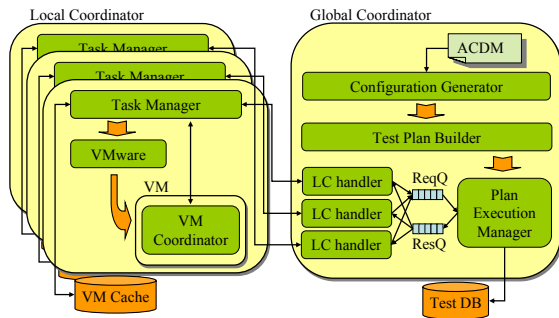 Local Coordinator
Task Manager
Task Manager
Task Manager
VMware
VM
VM
Coordinator
VM Cache
Global Coordinator
ACDM
Configuration Generator
Test Plan Builder
LC handler
LC handler
LC handler
ReqQ
ResQ
Plan
Execution
Manager
Test DB